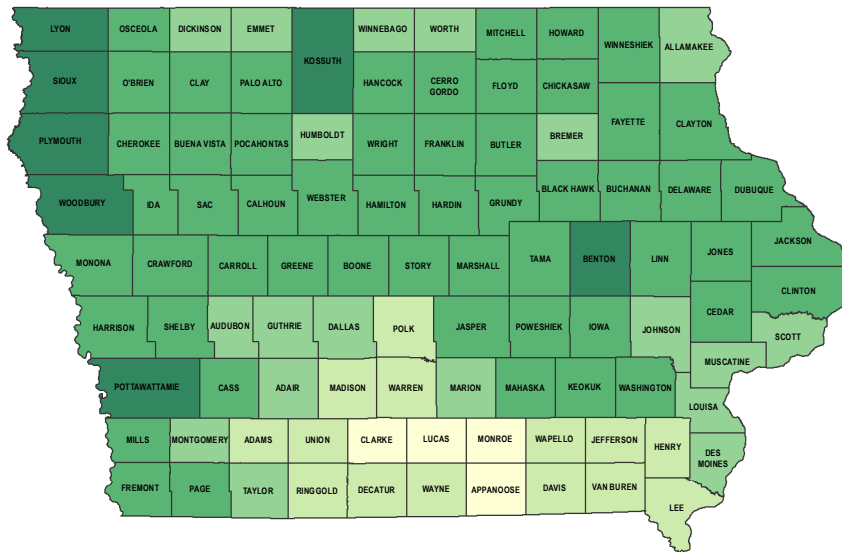 LYON
OSCEOLA
DICKINSON
EMMET
WINNEBAGO
WORTH
MITCHELL
HOWARD
WINNESHIEK
ALLAMAKEE
KOSSUTH
SIOUX
O'BRIEN
CLAY
PALO ALTO
HANCOCK
CERRO
GORDO
FLOYD
CHICKASAW
FAYETTE
CLAYTON
PLYMOUTH
CHEROKEE
BUENA VISTA
POCAHONTAS
HUMBOLDT
WRIGHT
FRANKLIN
BUTLER
BREMER
WOODBURY
IDA
SAC
CALHOUN
WEBSTER
HAMILTON
HARDIN
GRUNDY
BLACK HAWK
BUCHANAN
DELAWARE
DUBUQUE
MONONA
CRAWFORD
CARROLL
GREENE
BOONE
STORY
MARSHALL
TAMA
BENTON
LINN
JONES
JACKSON
CLINTON
CEDAR
HARRISON
SHELBY
AUDUBON
GUTHRIE
DALLAS
POLK
JASPER
POWESHIEK
IOWA
JOHNSON
SCOTT
MUSCATINE
POTTAWATTAMIE
CASS
ADAIR
MADISON
WARREN
MARION
MAHASKA
KEOKUK
WASHINGTON
LOUISA
MILLS
MONTGOMERY
ADAMS
UNION
CLARKE
LUCAS
MONROE
WAPELLO
JEFFERSON
HENRY
DES
MOINES
FREMONT
PAGE
TAYLOR
RINGGOLD
DECATUR
WAYNE
APPANOOSE
DAVIS
VAN BUREN
LEE